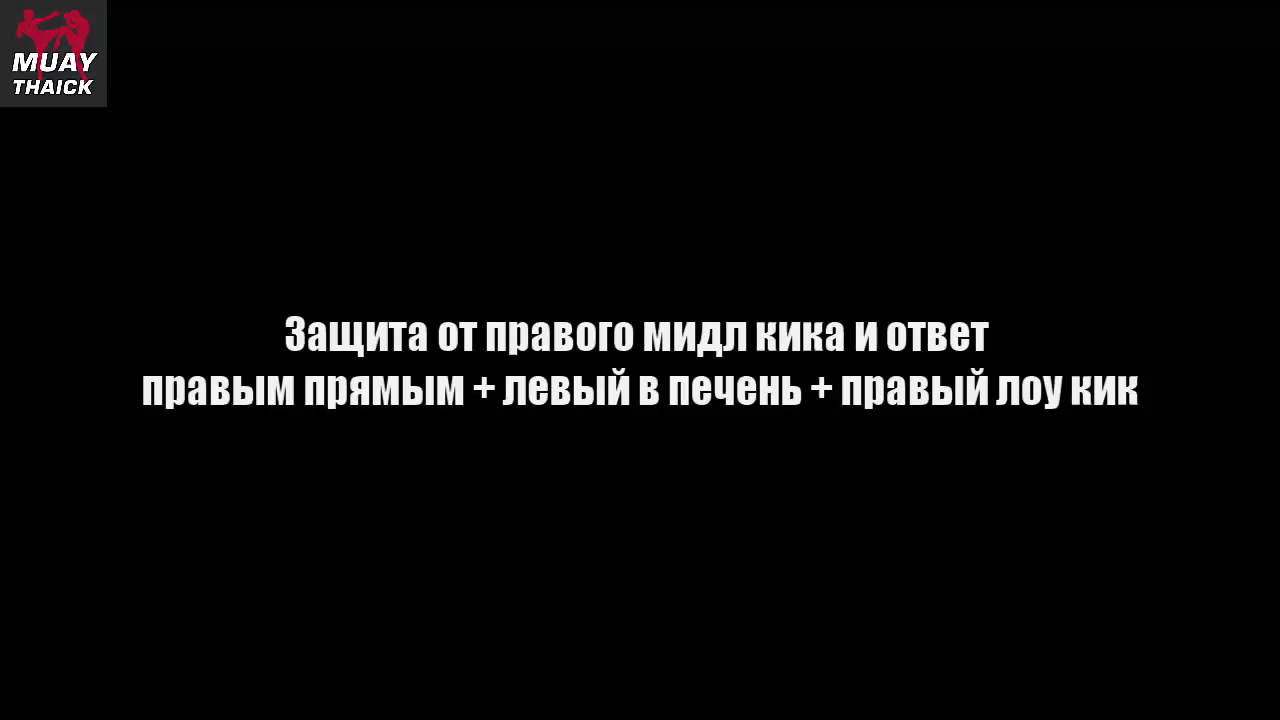 MUAY
THAICK
Защита от правого мидл кика и ответ
правым прямым + левый в печень + правый лоу кик